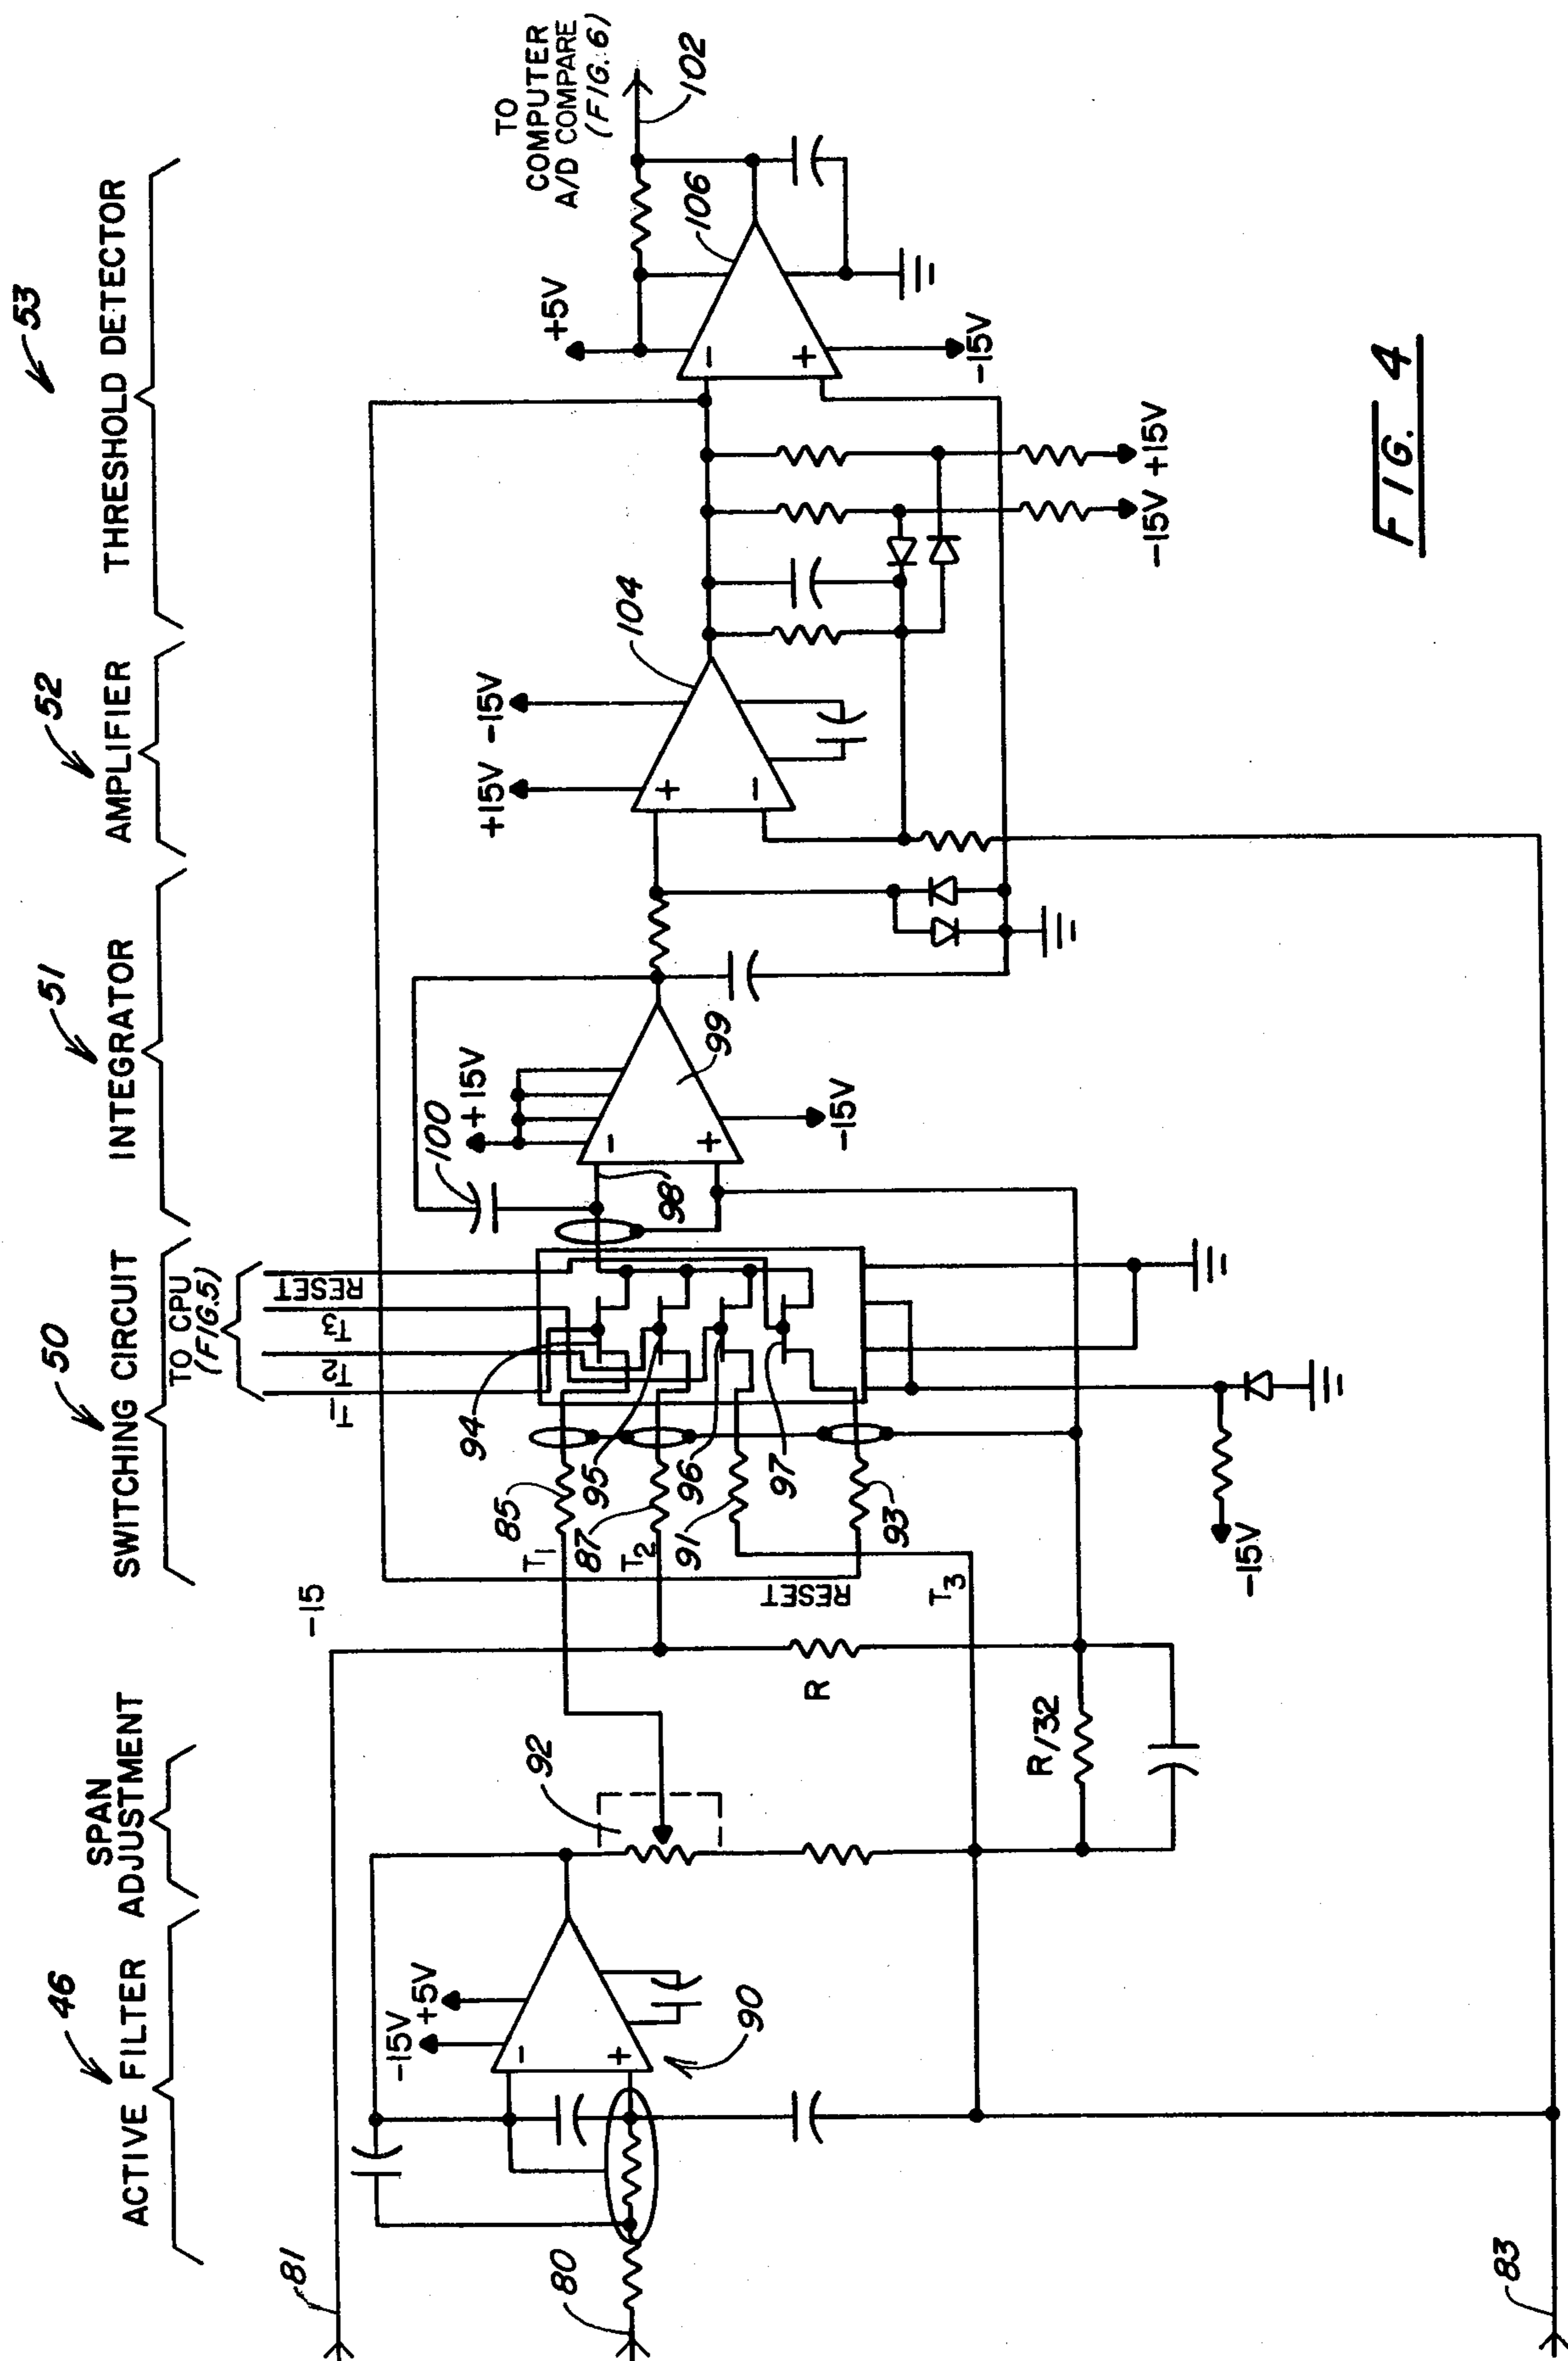 46
ACTIVE FILTER
SPAN
ADJUSTMENT
50
SWITCHING CIRCUIT
TO CPU
(FIG.5)
51
INTEGRATOR
52
AMPLIFIER
53
THRESHOLD DETECTOR
81
-15
T1
T2
T3
RESET
80
-15V
+5V
90
92
R
R/32
T1
85
T2
87
91
93
RESET
T3
94
95
96
97
-15V
98
100
+15V
99
-15V
+15V
-15V
104
-15V
+15V
+5V
106
-15V
TO
COMPUTER
A/D COMPARE
(FIG. 6)
102
83
-
+
-
+
+
-
-
+
FIG. 4